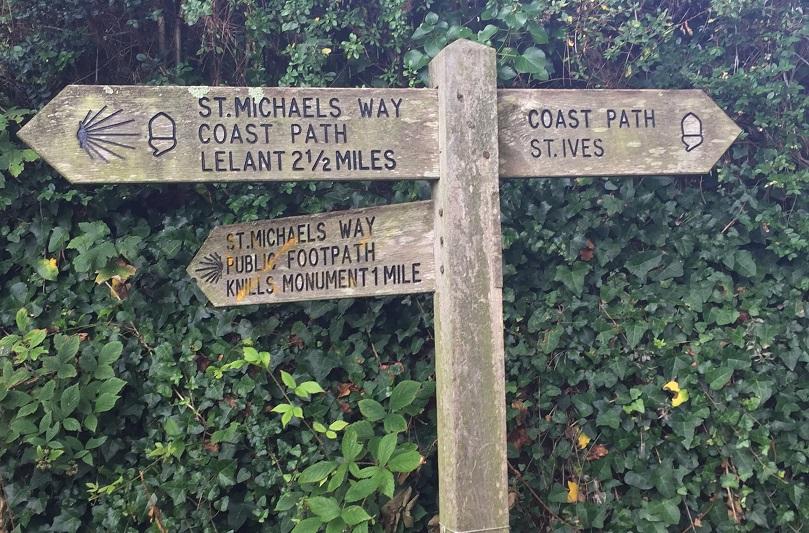 ST.MICHAELS WAY
COAST PATH
LELANT 2½ MILES
COAST PATH
ST.IVES
ST.MICHAELS WAY
PUBLIC FOOTPATH
KNILLS MONUMENT 1 MILE